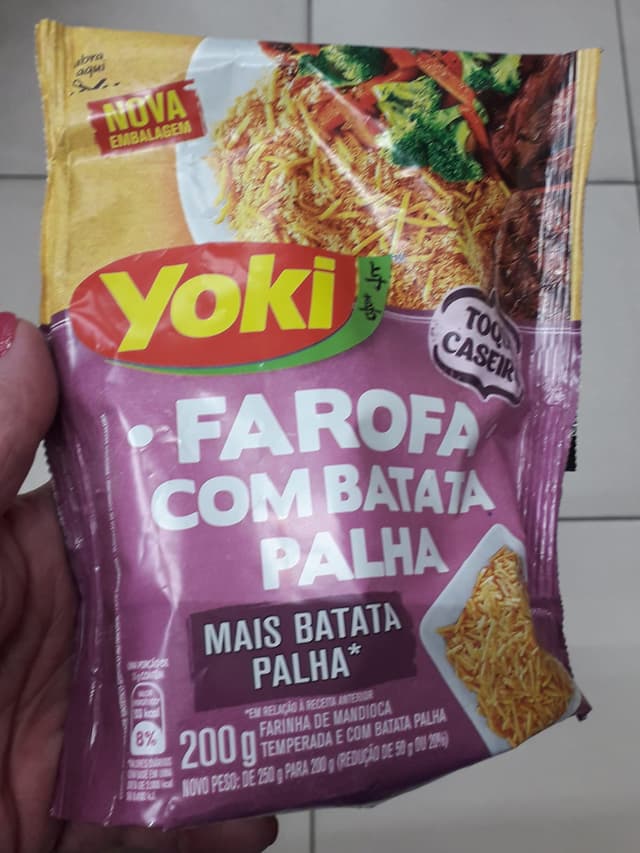 abra
aqui
NOVA
EMBALAGEM
Yoki
TOQUE
CASEIR
FAROFA
COM BATATA
PALHA
MAIS BATATA
PALHA*
*EM RELAÇÃO À RECEITA ANTERIOR
200g
FARINHA DE MANDIOCA
TEMPERADA E COM BATATA PALHA
NOVO PESO: DE 250 g PARA 200 g (REDUÇÃO DE 50 g OU 20%)
8%